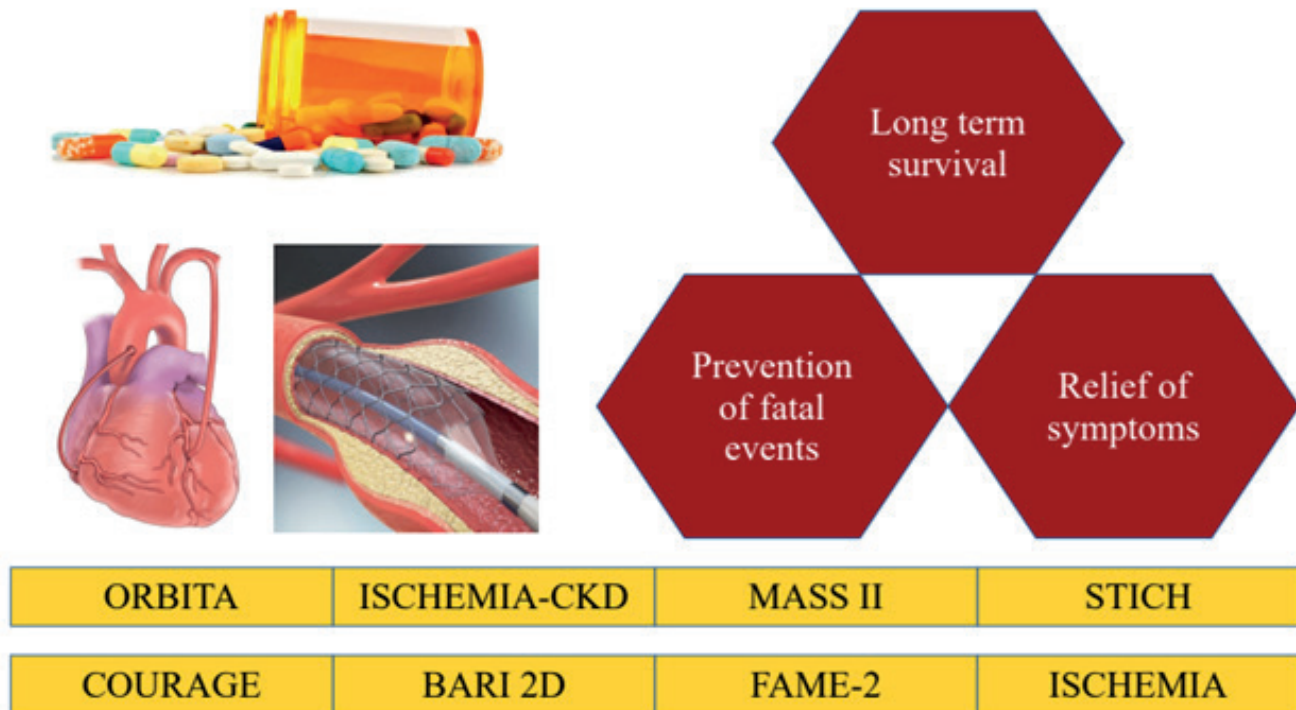 Long term
survival
Prevention
of fatal
events
Relief of
symptoms
ORBITA
ISCHEMIA-CKD
MASS II
STICH
COURAGE
BARI 2D
FAME-2
ISCHEMIA